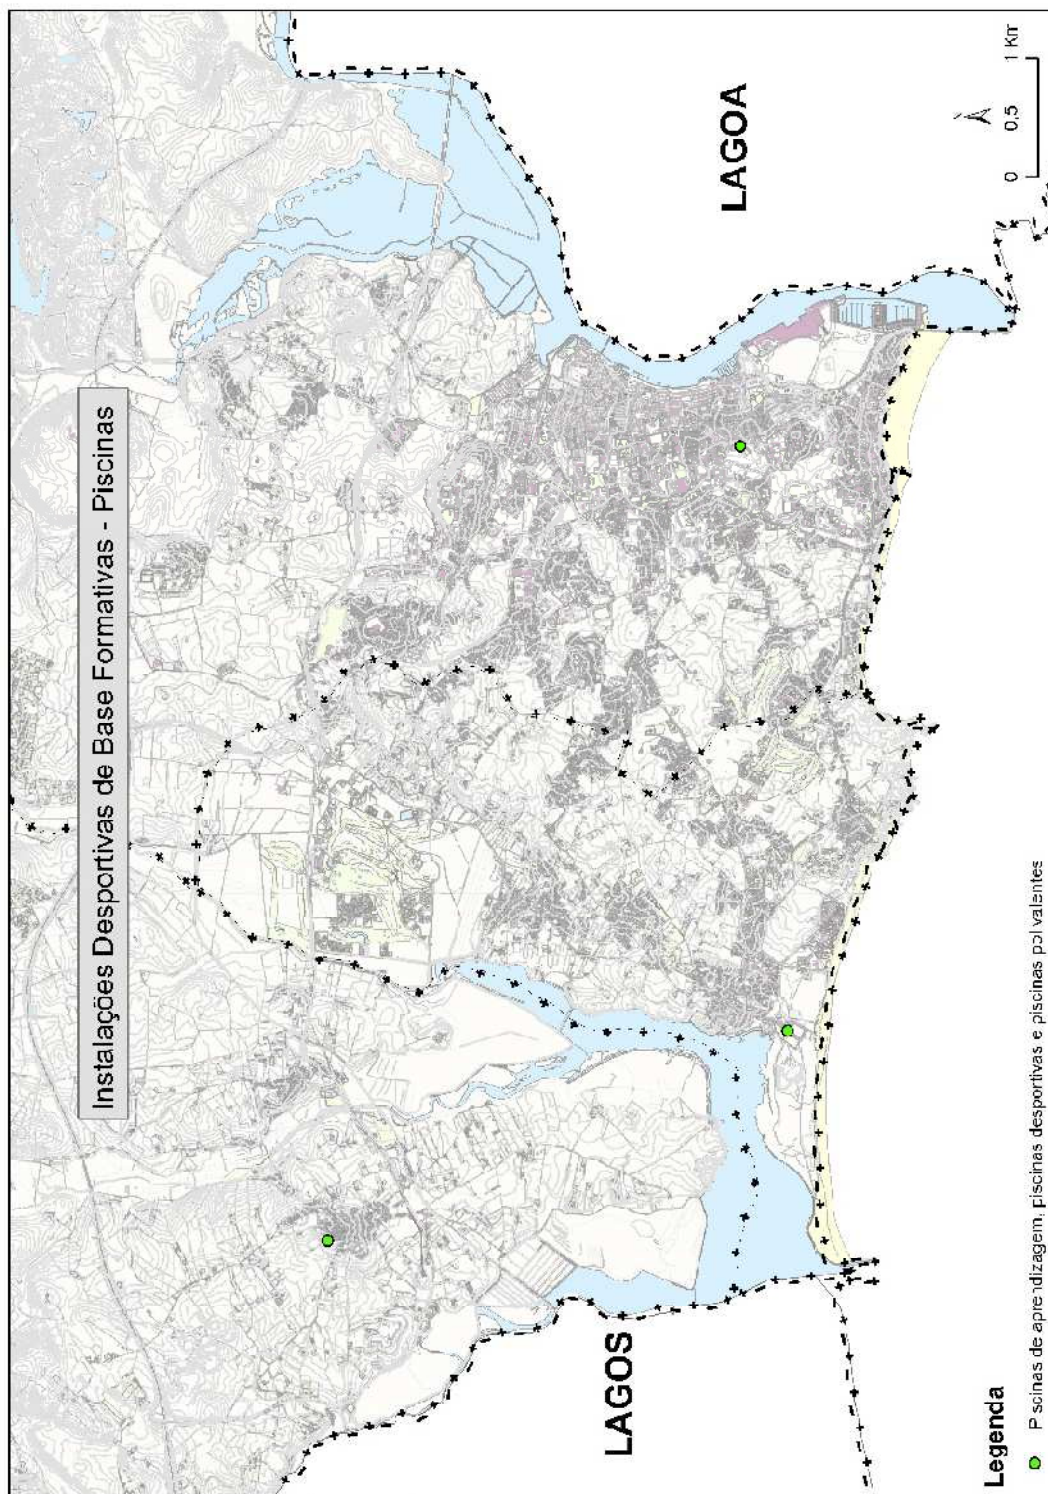 Instalações Desportivas de Base Formativas - Piscinas
LAGOS
LAGOA
0 0.5 1 Km
Legenda
Piscinas de aprendizagem, piscinas desportivas e piscinas polivalentes